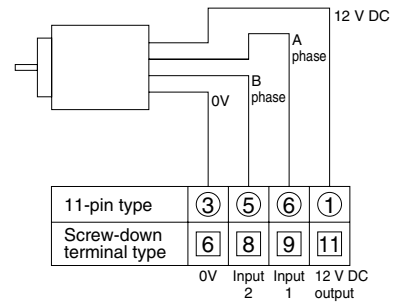 12 V DC
A
phase
B
phase
0V
11-pin type ③ ⑤ ⑥ ①
Screw-down
terminal type 6 8 9 11
0V Input Input 12 V DC
2 1 output